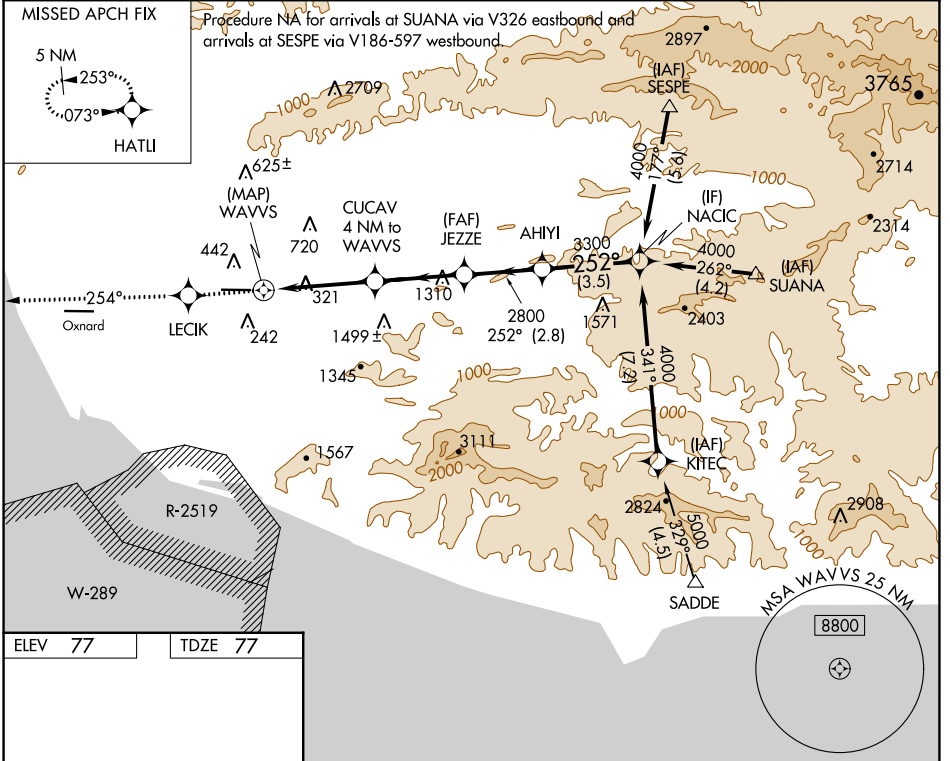 MISSED APCH FIX
5 NM
253°
073°
HATLI
Procedure NA for arrivals at SUANA via V326 eastbound and
arrivals at SESPE via V186-597 westbound.
2897
2000
(IAF)
SESPE
3765
2709
1000
4000
177°
(5.6)
2714
1000
625±
(MAP)
WAVVS
CUCAV
4 NM to
WAVVS
(FAF)
JEZZE
AHIYI
(IF)
NACIC
2314
720
442
3300
252°
(3.5)
4000
262°
(4.2)
(IAF)
SUANA
321
1310
254°
Oxnard
LECIK
242
1499±
2800
252° (2.8)
1571
2403
1345
1000
4000
341°
(7.2)
1000
(IAF)
KITEC
1567
3111
2000
2824
5000
329°
(4.5)
2908
1000
R-2519
W-289
SADDE
MSA WAVVS 25 NM
8800
ELEV 77
TDZE 77